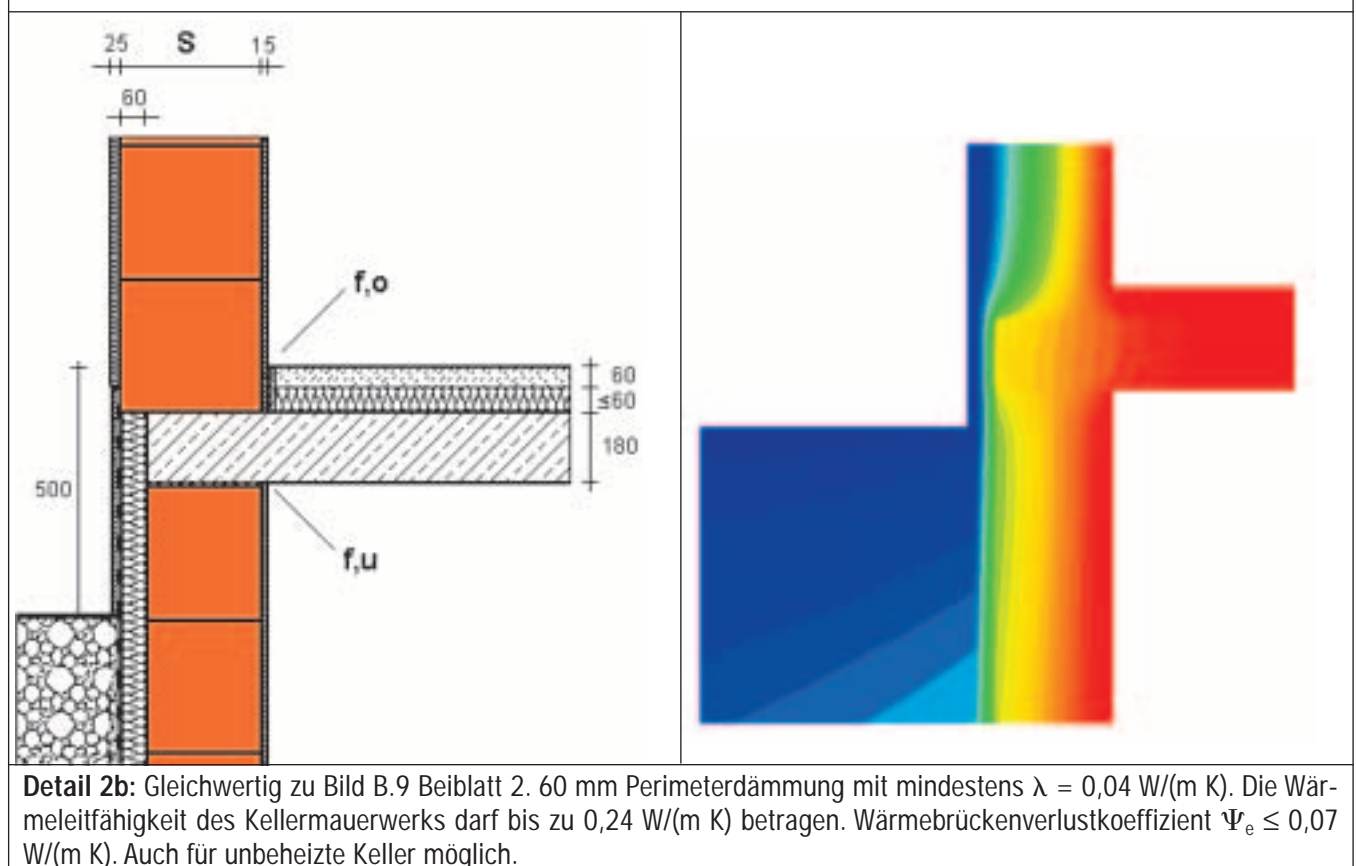 25 S 15
60
f,o
60
≤60
180
500
f,u
Detail 2b: Gleichwertig zu Bild B.9 Beiblatt 2. 60 mm Perimeterdämmung mit mindestens λ = 0,04 W/(m K). Die Wär-
meleitfähigkeit des Kellermauerwerks darf bis zu 0,24 W/(m K) betragen. Wärmebrückenverlustkoeffizient Ψe ≤ 0,07
W/(m K). Auch für unbeheizte Keller möglich.